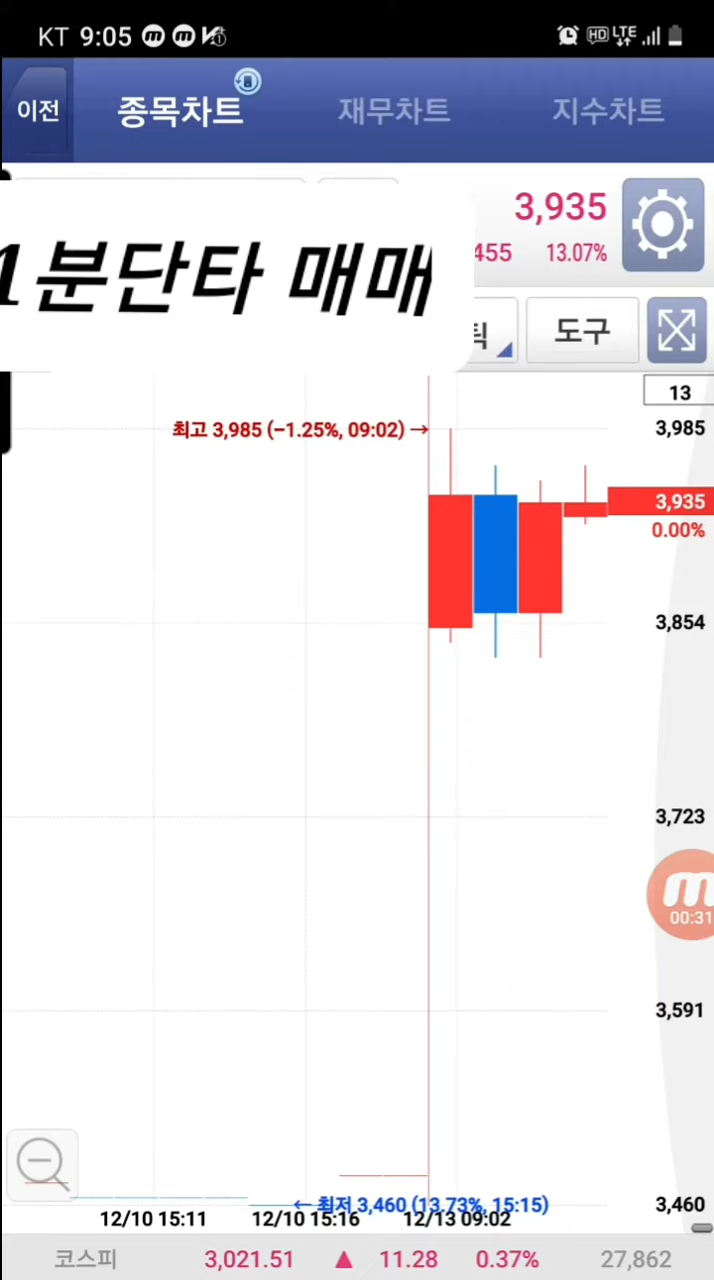 KT 9:05
HD LTE
이전 종목차트 재무차트 지수차트
3,935
455 13.07%
1분단타 매매
틱 도구
13
최고 3,985 (−1.25%, 09:02) →
3,985
3,935
0.00%
3,854
3,723
m
00:31
3,591
← 최저 3,460 (13.73%, 15:15)
3,460
12/10 15:11 12/10 15:16 12/13 09:02
코스피 3,021.51 ▲ 11.28 0.37% 27,862